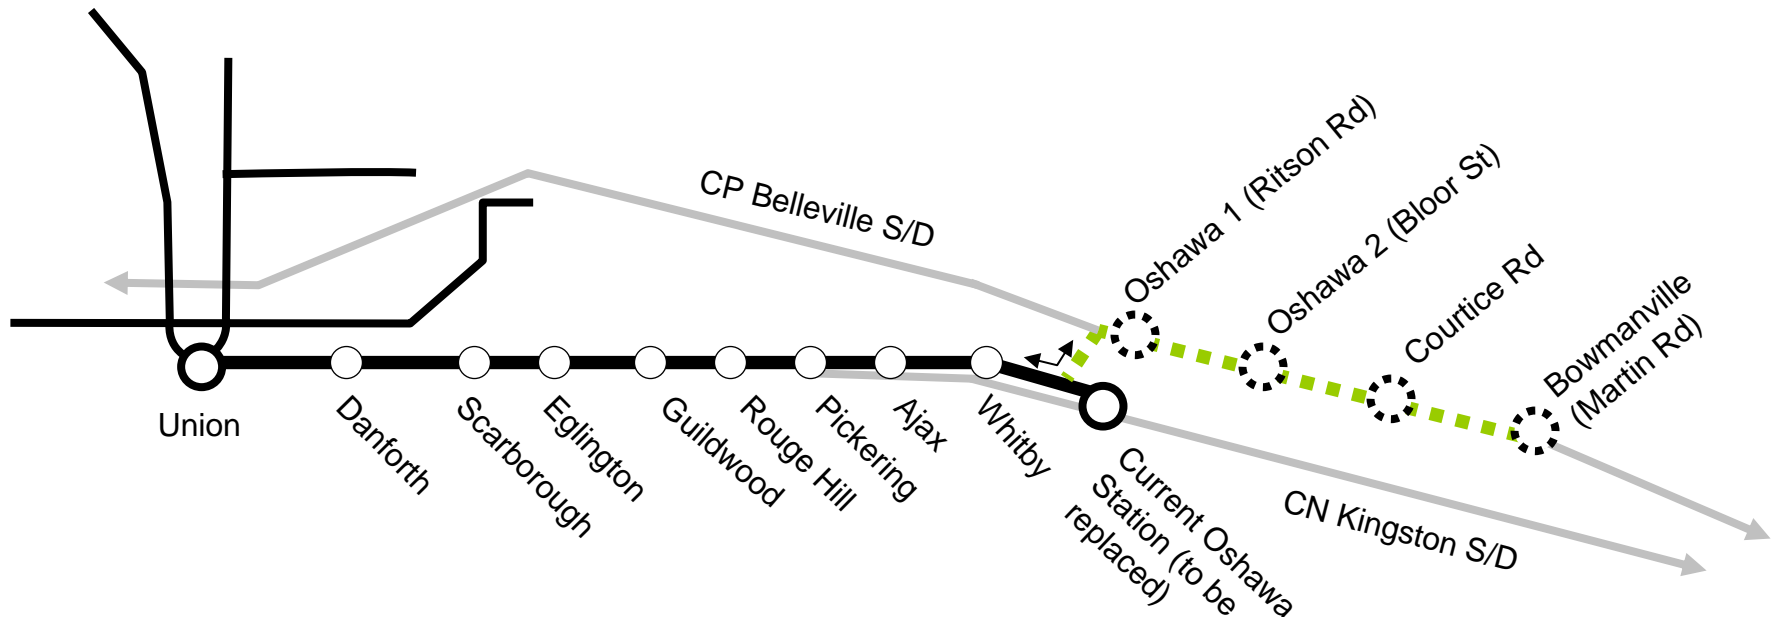 CP Belleville S/D
Oshawa 1 (Ritson Rd)
Oshawa 2 (Bloor St)
Courtice Rd
Bowmanville
(Martin Rd)
Union
Danforth
Scarborough
Eglington
Guildwood
Rouge Hill
Pickering
Ajax
Whitby
Current Oshawa
Station (to be
replaced)
CN Kingston S/D